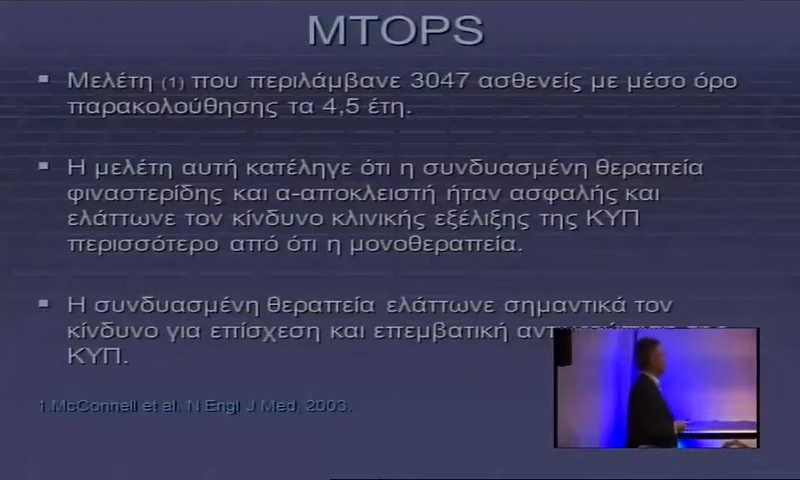 MTOPS
▪ Μελέτη (1) που περιλάμβανε 3047 ασθενείς με μέσο όρο
παρακολούθησης τα 4,5 έτη.
▪ Η μελέτη αυτή κατέληγε ότι η συνδυασμένη θεραπεία
φιναστερίδης και α-αποκλειστή ήταν ασφαλής και
ελάττωνε τον κίνδυνο κλινικής εξέλιξης της ΚΥΠ
περισσότερο από ότι η μονοθεραπεία.
▪ Η συνδυασμένη θεραπεία ελάττωνε σημαντικά τον
κίνδυνο για επίσχεση και επεμβατική
ΚΥΠ.
1.McConnell et al. N Engl J Med, 2003.